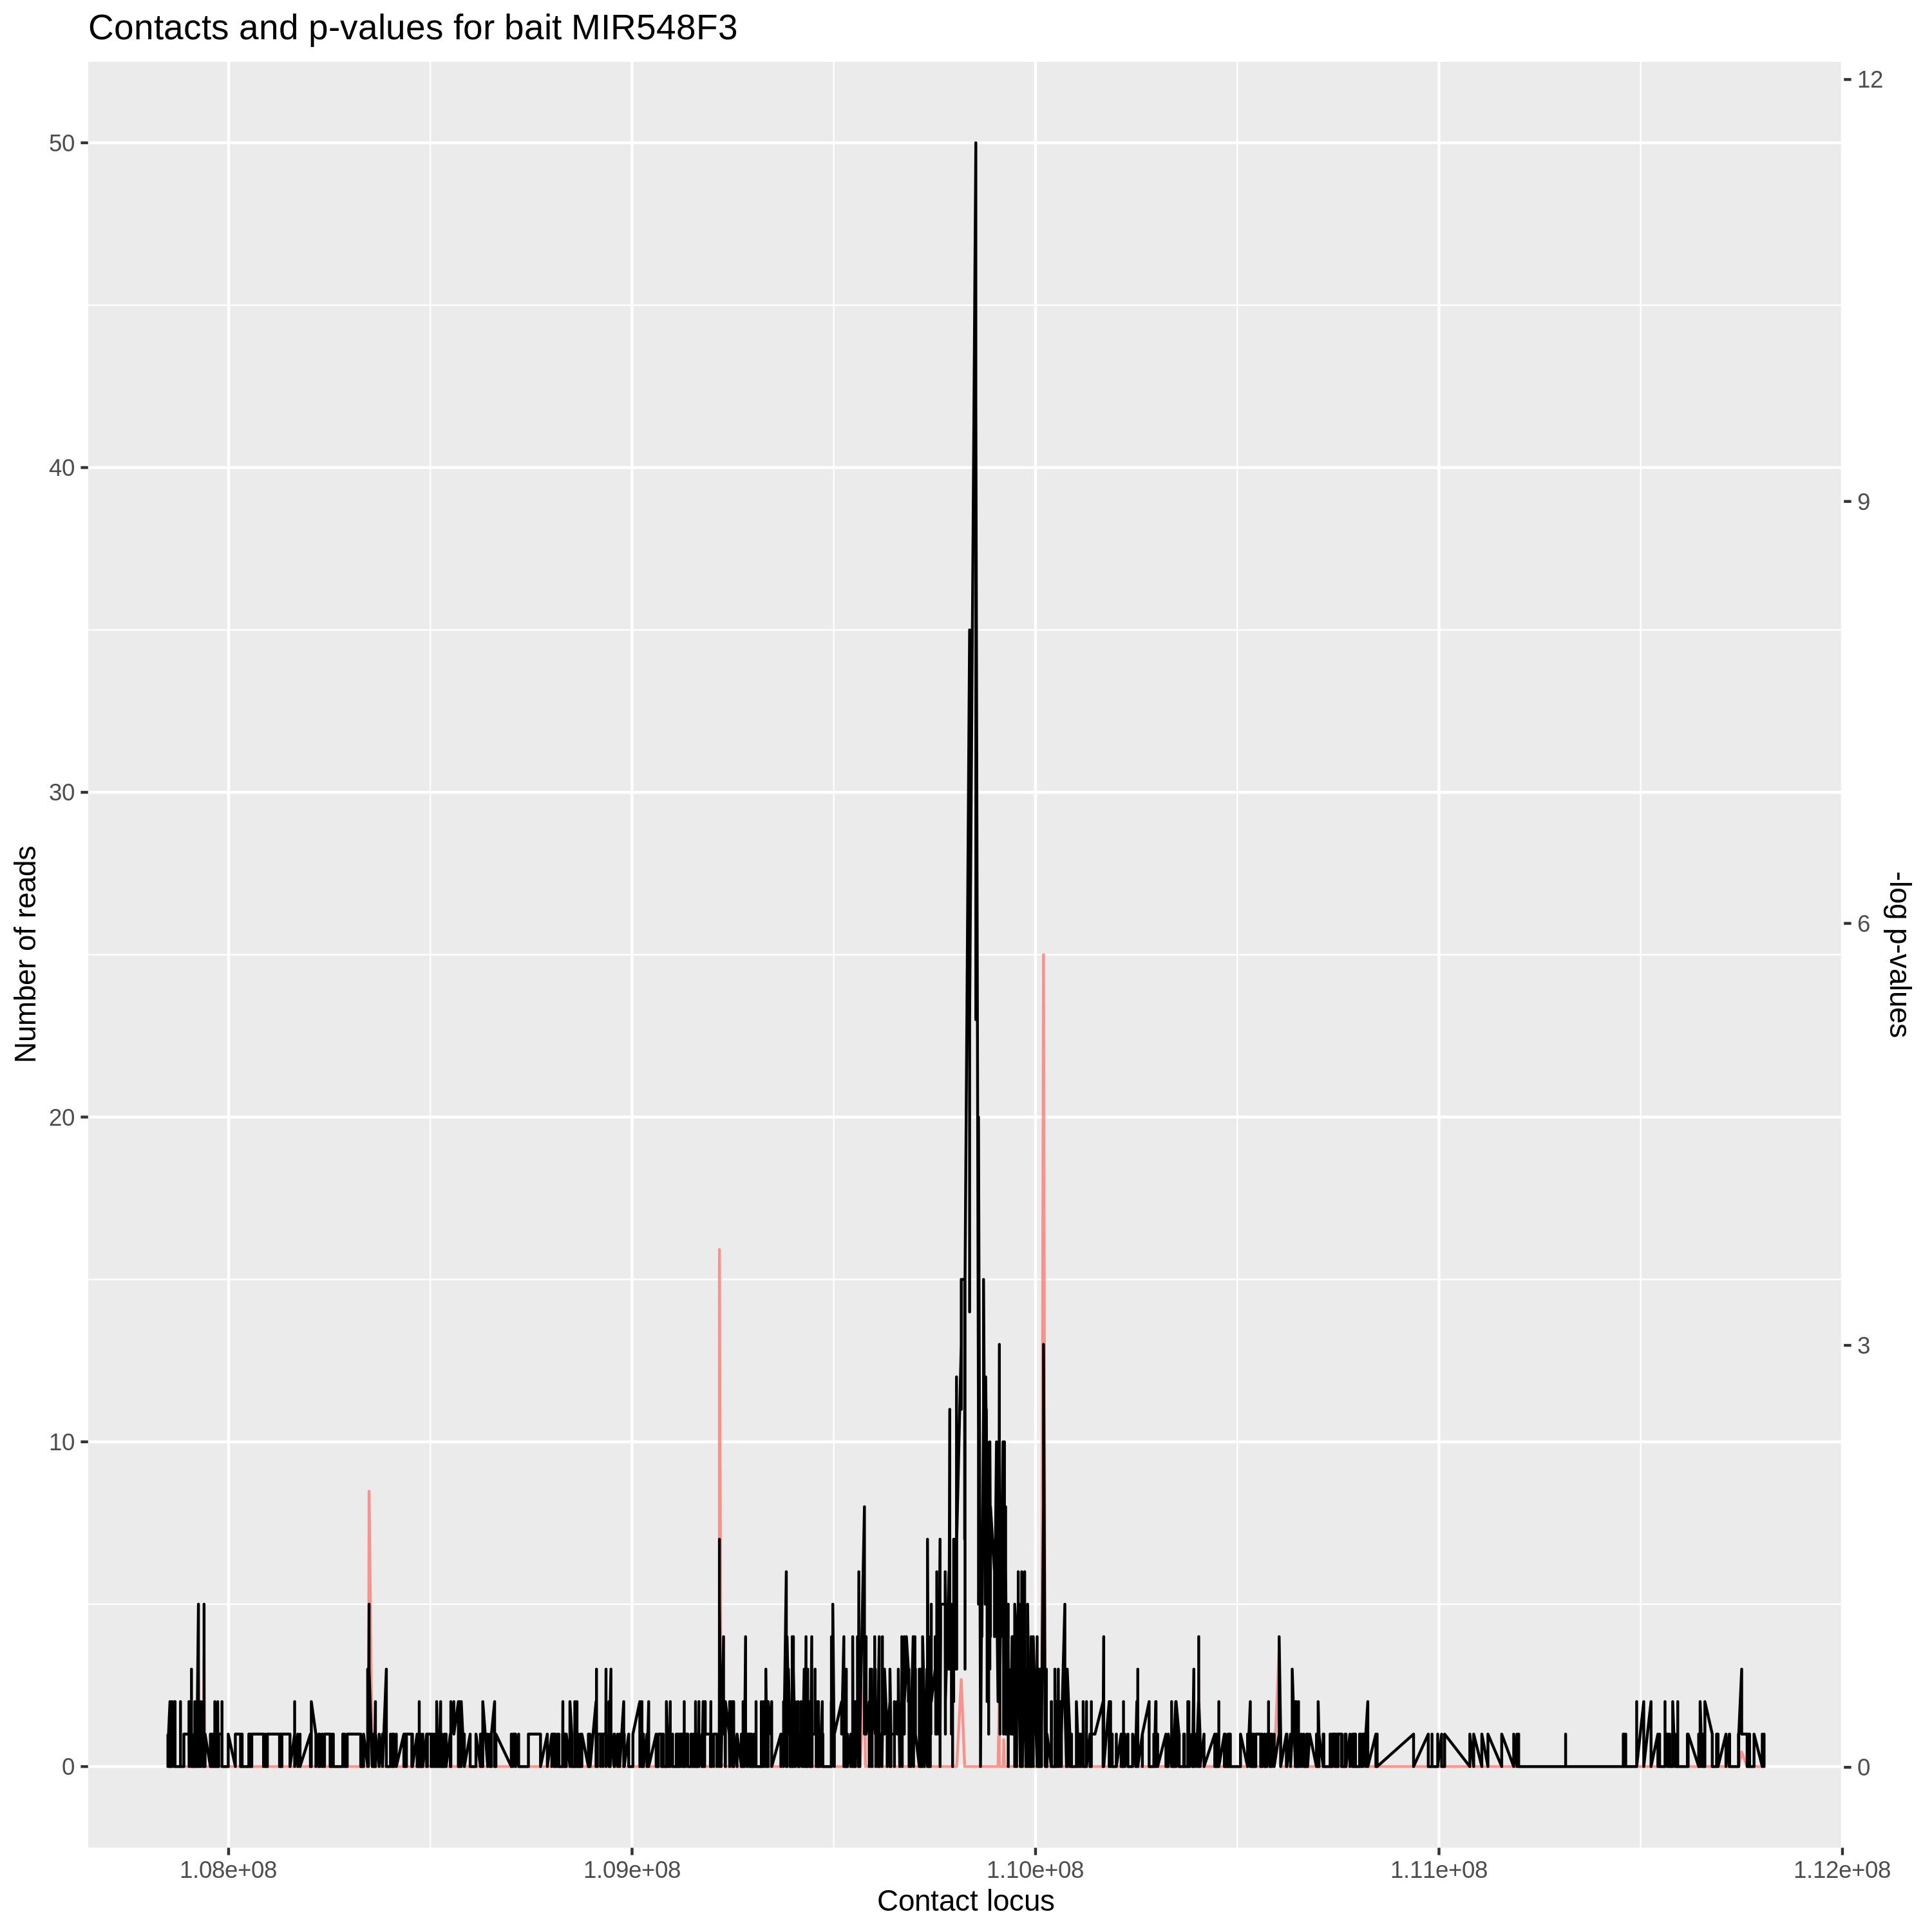 Contacts and p-values for bait MIR548F3
12
50
40
9
30
Number of reads
6
-log p-values
20
3
10
0
0
1.08e+08 1.09e+08 1.10e+08 1.11e+08 1.12e+08
Contact locus